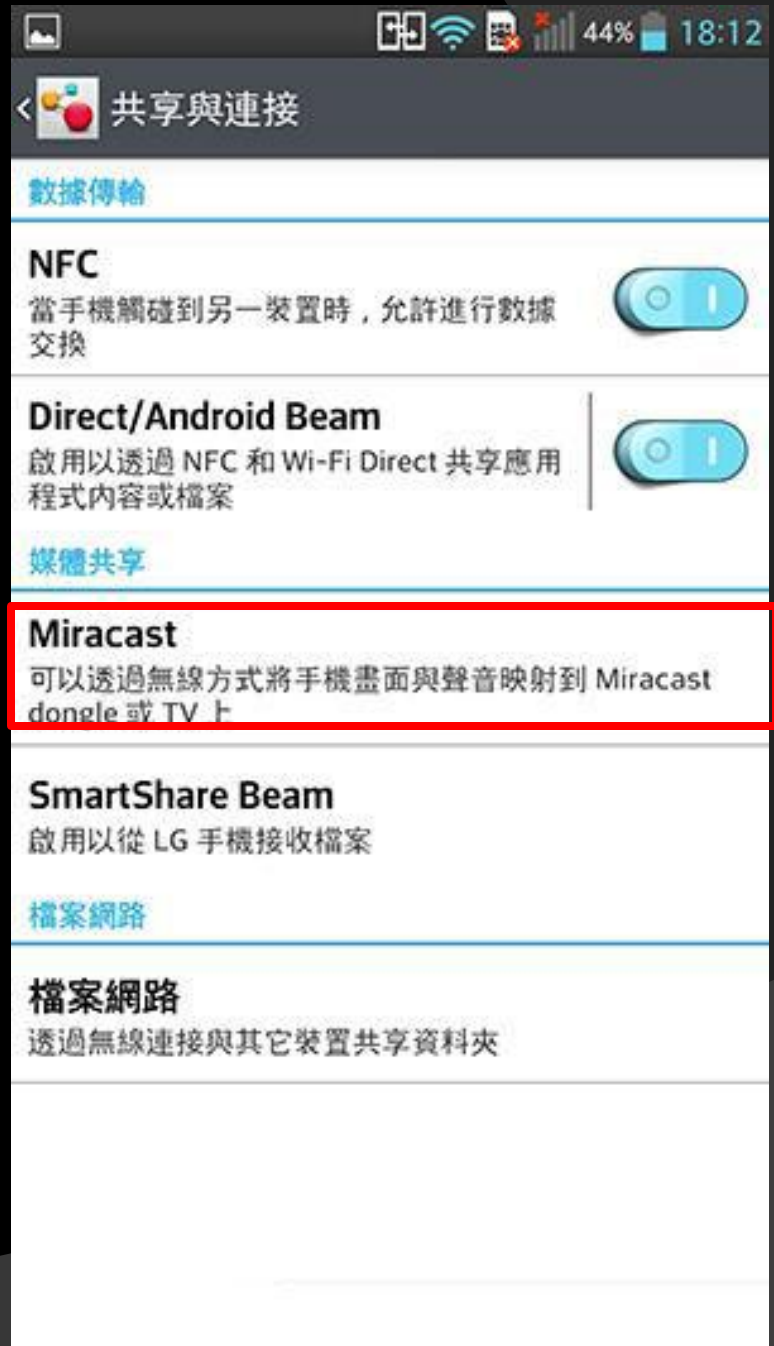 44% 18:12
共享與連接
數據傳輸
NFC
當手機觸碰到另一裝置時，允許進行數據
交換
Direct/Android Beam
啟用以透過 NFC 和 Wi-Fi Direct 共享應用
程式內容或檔案
媒體共享
Miracast
可以透過無線方式將手機畫面與聲音映射到 Miracast
dongle 或 TV 上
SmartShare Beam
啟用以從 LG 手機接收檔案
檔案網路
檔案網路
透過無線連接與其它裝置共享資料夾